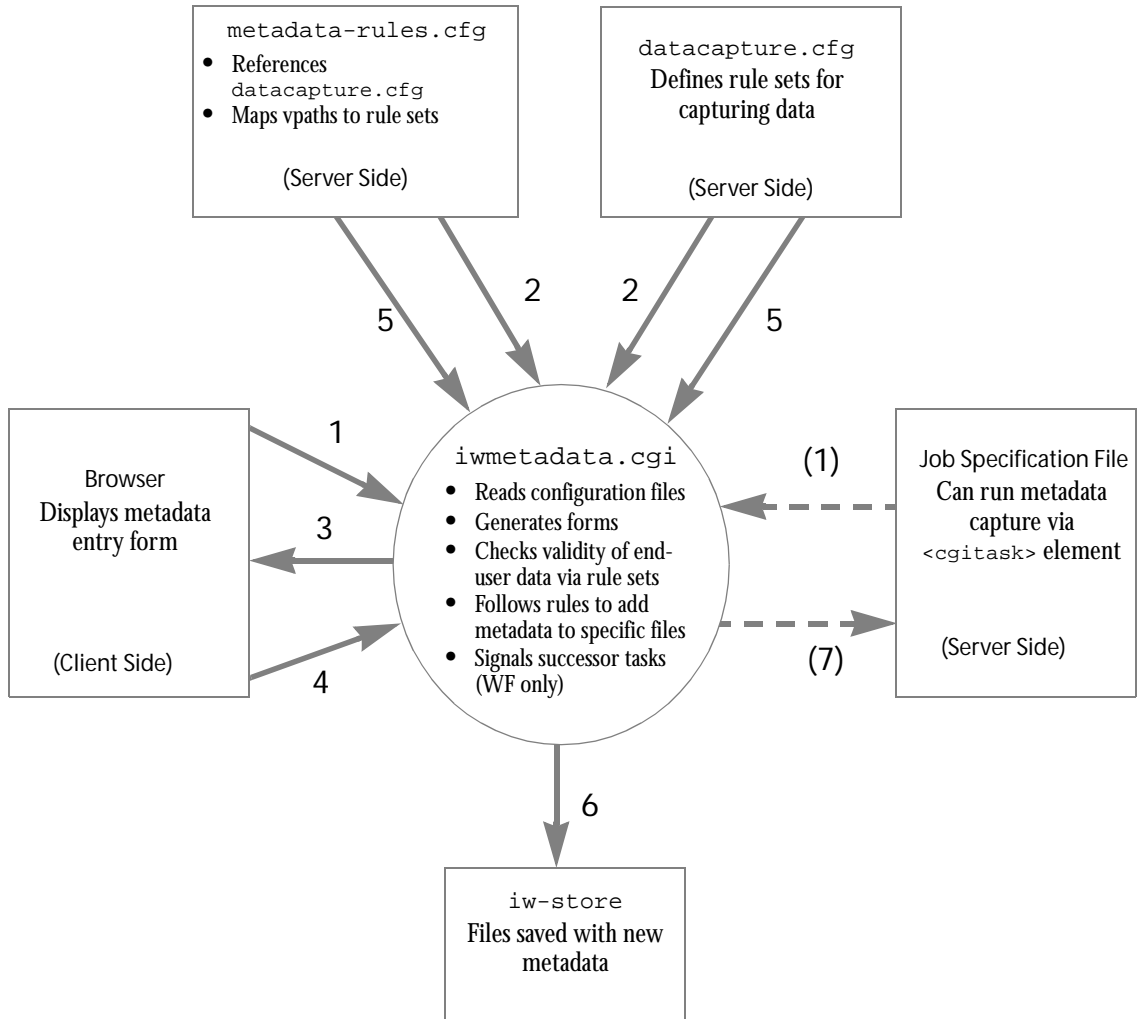 metadata-rules.cfg
• References
datacapture.cfg
• Maps vpaths to rule sets
(Server Side)
datacapture.cfg
Defines rule sets for
capturing data
(Server Side)
5
2
2
5
Browser
Displays metadata
entry form
(Client Side)
1
3
4
iwmetadata.cgi
• Reads configuration files
• Generates forms
• Checks validity of end-
user data via rule sets
• Follows rules to add
metadata to specific files
• Signals successor tasks
(WF only)
(1)
(7)
Job Specification File
Can run metadata
capture via
<cgitask> element
(Server Side)
6
iw-store
Files saved with new
metadata